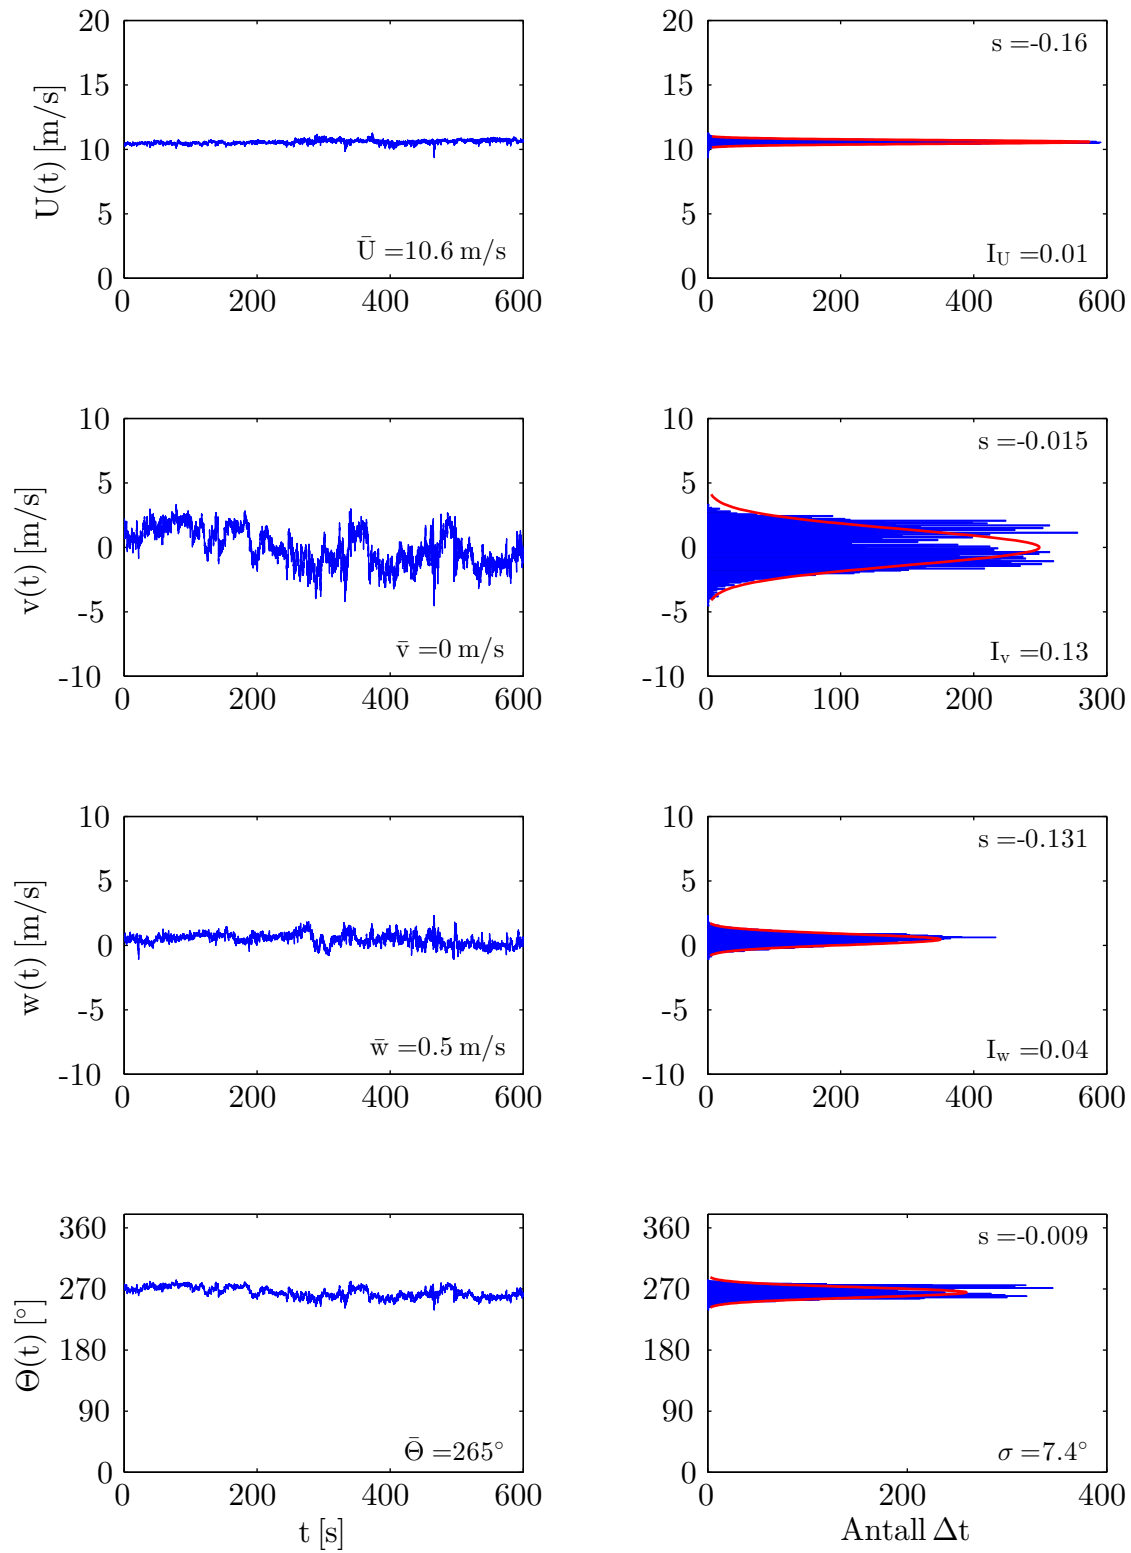 20
15
10
5
0
U(t) [m/s]
Ū =10.6 m/s
0 200 400 600
s =-0.16
20
15
10
5
0
I_U =0.01
0 200 400 600
10
5
0
-5
-10
v(t) [m/s]
v̄ =0 m/s
0 200 400 600
s =-0.015
10
5
0
-5
-10
I_v =0.13
0 100 200 300
10
5
0
-5
-10
w(t) [m/s]
w̄ =0.5 m/s
0 200 400 600
s =-0.131
10
5
0
-5
-10
I_w =0.04
0 200 400 600
360
270
180
90
0
Θ(t) [°]
Θ̄ =265°
0 200 400 600
t [s]
s =-0.009
360
270
180
90
0
σ =7.4°
0 200 400
Antall Δt